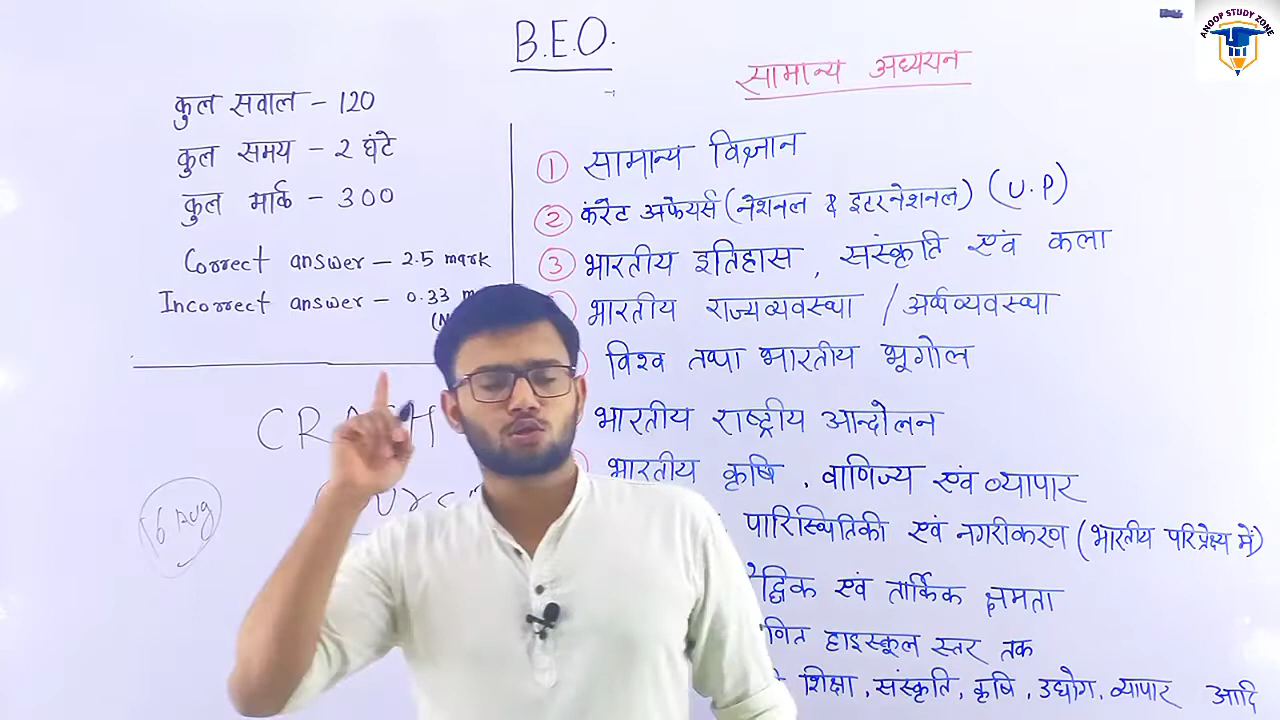 B.E.O.
ANOOP STUDY ZONE
कुल सवाल - 120
कुल समय - 2 घंटे
कुल मार्क - 300
Correct answer - 2.5 mark
Incorrect answer - 0.33
6 Aug
सामान्य अध्ययन
① सामान्य विज्ञान
② करेंट अफेयर्स (नेशनल & इंटरनेशनल) (U.P)
③ भारतीय इतिहास, संस्कृति एवं कला
भारतीय राज्यव्यवस्था / अर्थव्यवस्था
विश्व तथा भारतीय भूगोल
भारतीय राष्ट्रीय आन्दोलन
भारतीय कृषि, वाणिज्य एवं व्यापार
पारिस्थितिकी एवं नगरीकरण (भारतीय परिप्रेक्ष्य में)
एवं तार्किक क्षमता
हाइस्कूल स्तर तक
शिक्षा, संस्कृति, कृषि, उद्योग, व्यापार आदि